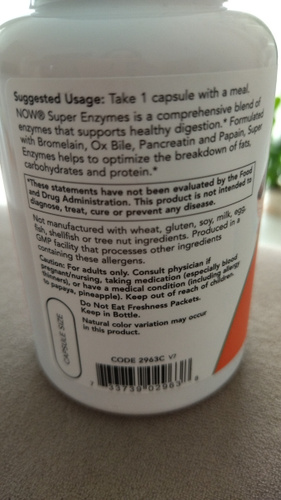 Suggested Usage: Take 1 capsule with a meal.
NOW® Super Enzymes is a comprehensive blend of
enzymes that supports healthy digestion.* Formulated
with Bromelain, Ox Bile, Pancreatin and Papain, Super
Enzymes helps to optimize the breakdown of fats,
carbohydrates and protein.*
*These statements have not been evaluated by the Food
and Drug Administration. This product is not intended to
diagnose, treat, cure or prevent any disease.
Not manufactured with wheat, gluten, soy, milk, egg,
fish, shellfish or tree nut ingredients. Produced in a
GMP facility that processes other ingredients
containing these allergens.
Caution: For adults only. Consult physician if
pregnant/nursing, taking medication (especially blood
thinners), or have a medical condition (including allergy
to papaya, pineapple). Keep out of reach of children.
Do Not Eat Freshness Packets.
Keep in Bottle.
Natural color variation may occur
in this product.
CAPSULE SIZE
CODE 2963C V7
7 33739 02963 6